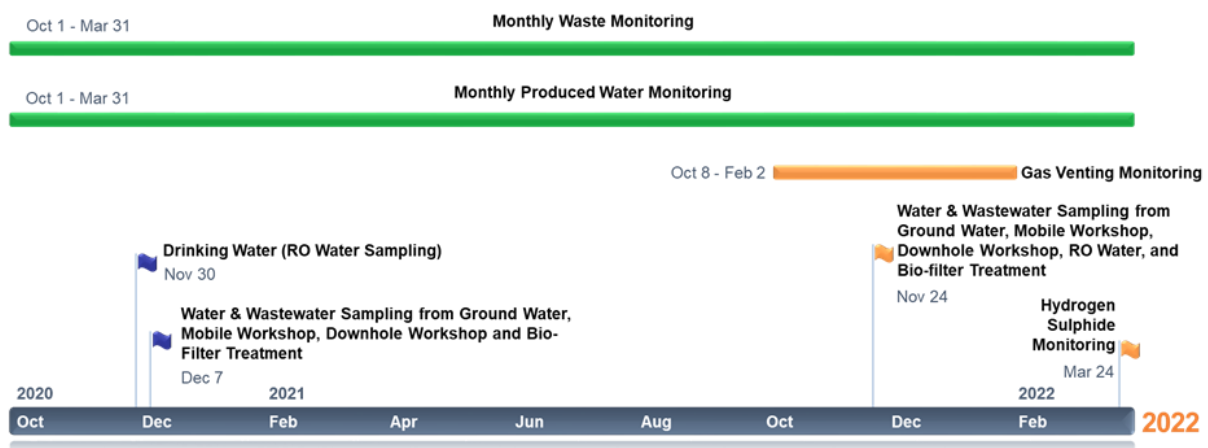 Oct 1 - Mar 31
Monthly Waste Monitoring
Oct 1 - Mar 31
Monthly Produced Water Monitoring
Oct 8 - Feb 2
Gas Venting Monitoring
Water & Wastewater Sampling from
Ground Water, Mobile Workshop,
Downhole Workshop, RO Water, and
Bio-filter Treatment
Nov 24
Drinking Water (RO Water Sampling)
Nov 30
Water & Wastewater Sampling from Ground Water,
Mobile Workshop, Downhole Workshop and Bio-
Filter Treatment
Dec 7
Hydrogen
Sulphide
Monitoring
Mar 24
2020 2021 2022
Oct Dec Feb Apr Jun Aug Oct Dec Feb 2022